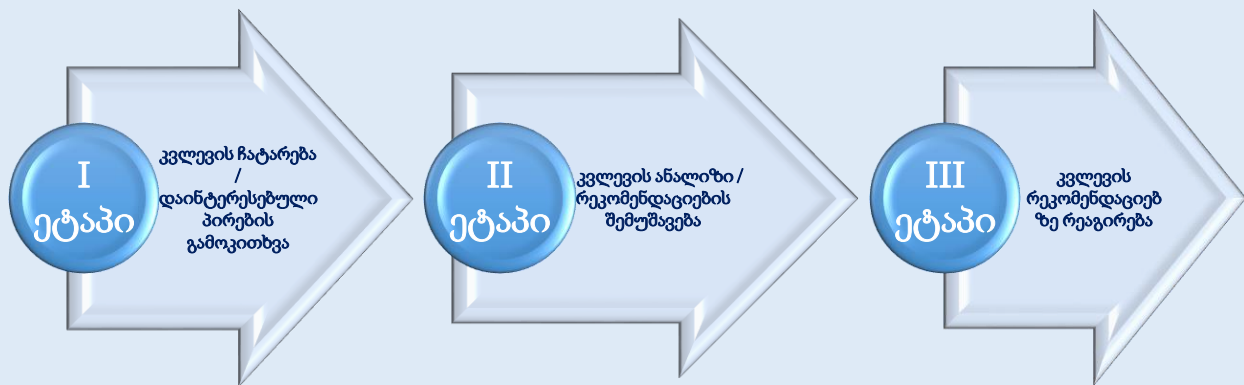 I
ეტაპი
კვლევის ჩატარება
/
დაინტერესებული
პირების
გამოკითხვა
II
ეტაპი
კვლევის ანალიზი /
რეკომენდაციების
შემუშავება
III
ეტაპი
კვლევის
რეკომენდაციებ
ზე რეაგირება